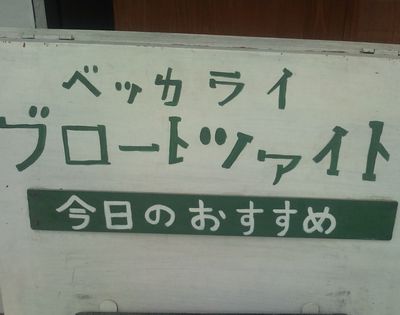 ベッカライ
ブロートツァイト
今日のおすすめ